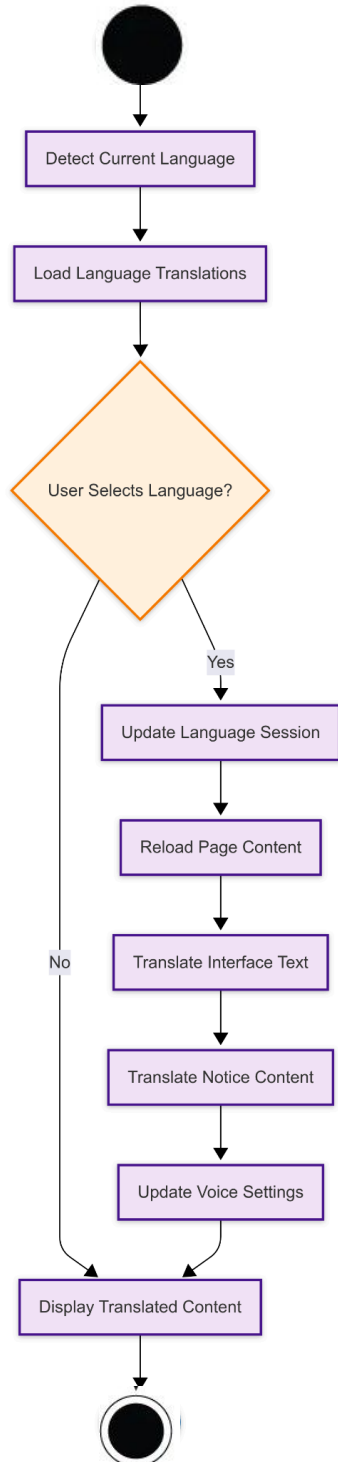 Detect Current Language
Load Language Translations
User Selects Language?
Yes
Update Language Session
Reload Page Content
No
Translate Interface Text
Translate Notice Content
Update Voice Settings
Display Translated Content